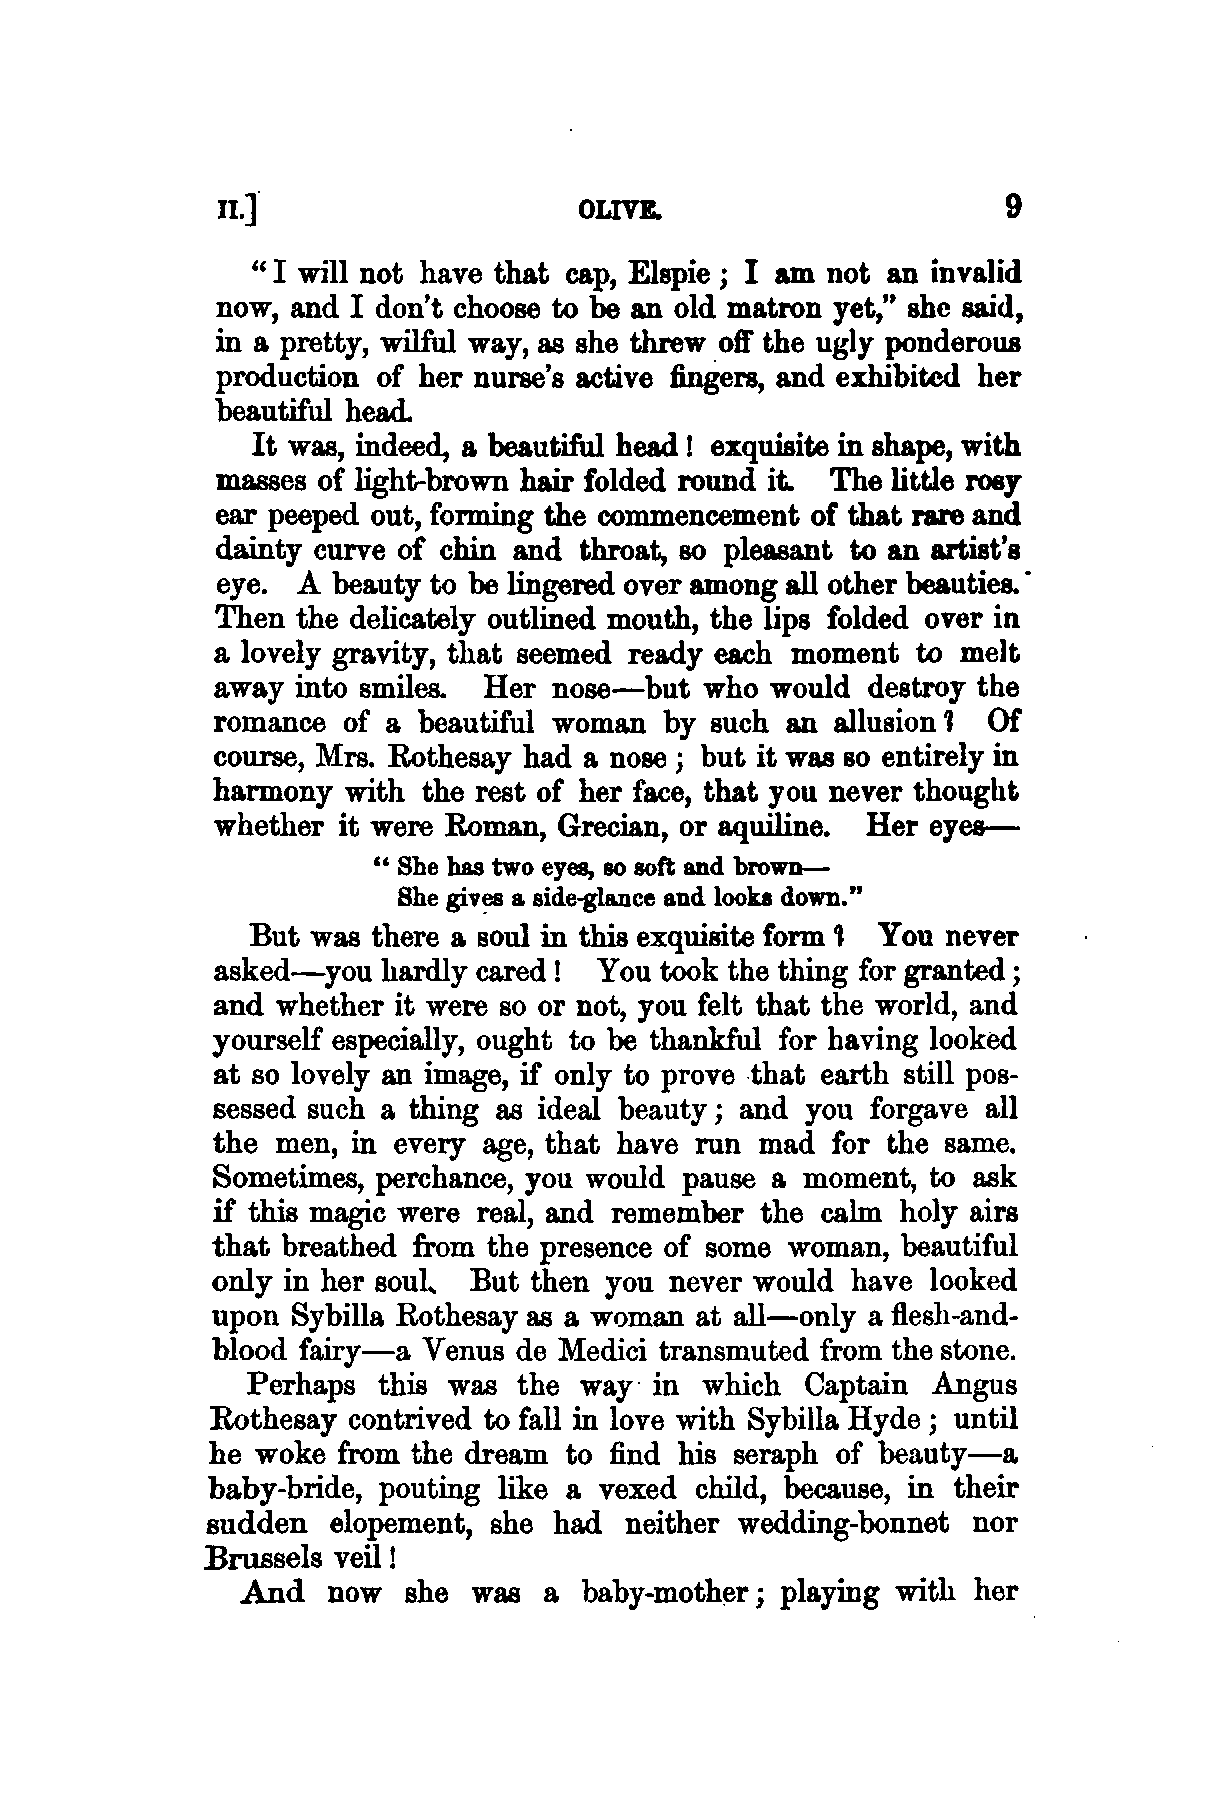 II.] OLIVE. 9
“I will not have that cap, Elspie; I am not an invalid
now, and I don't choose to be an old matron yet,” she said,
in a pretty, wilful way, as she threw off the ugly ponderous
production of her nurse's active fingers, and exhibited her
beautiful head.
It was, indeed, a beautiful head! exquisite in shape, with
masses of light-brown hair folded round it. The little rosy
ear peeped out, forming the commencement of that rare and
dainty curve of chin and throat, so pleasant to an artist's
eye. A beauty to be lingered over among all other beauties.
Then the delicately outlined mouth, the lips folded over in
a lovely gravity, that seemed ready each moment to melt
away into smiles. Her nose—but who would destroy the
romance of a beautiful woman by such an allusion? Of
course, Mrs. Rothesay had a nose; but it was so entirely in
harmony with the rest of her face, that you never thought
whether it were Roman, Grecian, or aquiline. Her eyes—
“She has two eyes, so soft and brown—
She gives a side-glance and looks down.”
But was there a soul in this exquisite form? You never
asked—you hardly cared! You took the thing for granted;
and whether it were so or not, you felt that the world, and
yourself especially, ought to be thankful for having looked
at so lovely an image, if only to prove that earth still pos-
sessed such a thing as ideal beauty; and you forgave all
the men, in every age, that have run mad for the same.
Sometimes, perchance, you would pause a moment, to ask
if this magic were real, and remember the calm holy airs
that breathed from the presence of some woman, beautiful
only in her soul. But then you never would have looked
upon Sybilla Rothesay as a woman at all—only a flesh-and-
blood fairy—a Venus de Medici transmuted from the stone.
Perhaps this was the way in which Captain Angus
Rothesay contrived to fall in love with Sybilla Hyde; until
he woke from the dream to find his seraph of beauty—a
baby-bride, pouting like a vexed child, because, in their
sudden elopement, she had neither wedding-bonnet nor
Brussels veil!
And now she was a baby-mother; playing with her